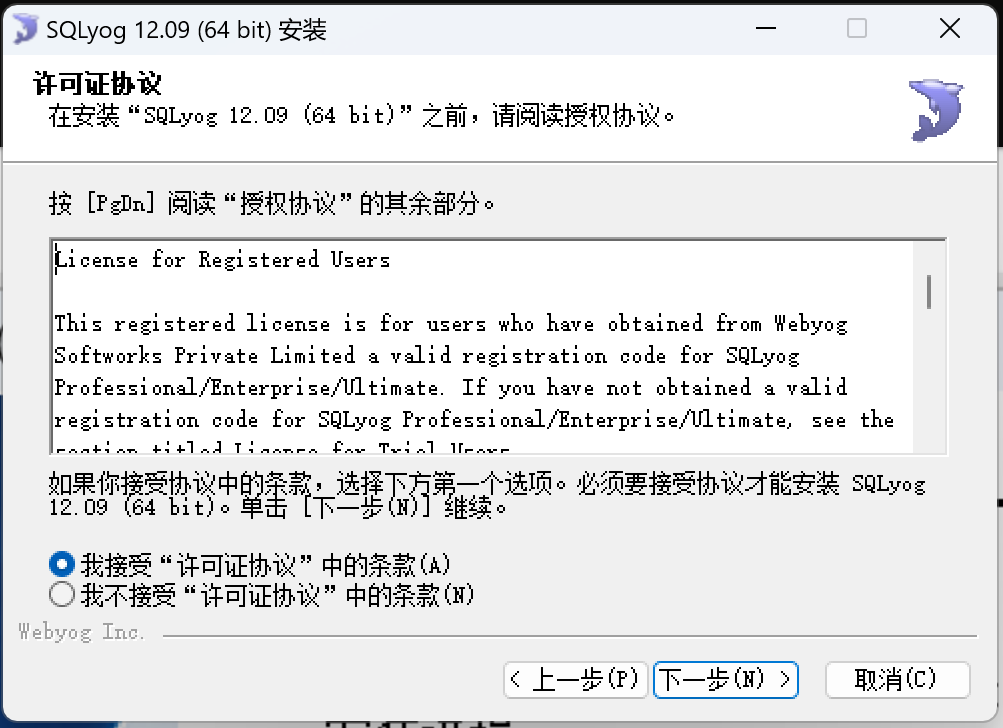 SQLyog 12.09 (64 bit) 安装
许可证协议
在安装“SQLyog 12.09 (64 bit)”之前，请阅读授权协议。
按 [PgDn] 阅读“授权协议”的其余部分。
License for Registered Users
This registered license is for users who have obtained from Webyog
Softworks Private Limited a valid registration code for SQLyog
Professional/Enterprise/Ultimate. If you have not obtained a valid
registration code for SQLyog Professional/Enterprise/Ultimate, see the
section titled License for Trial Users
如果你接受协议中的条款，选择下方第一个选项。必须要接受协议才能安装 SQLyog
12.09 (64 bit)。单击 [下一步(N)] 继续。
我接受“许可证协议”中的条款(A)
我不接受“许可证协议”中的条款(N)
Webyog Inc.
< 上一步(P) 下一步(N) > 取消(C)